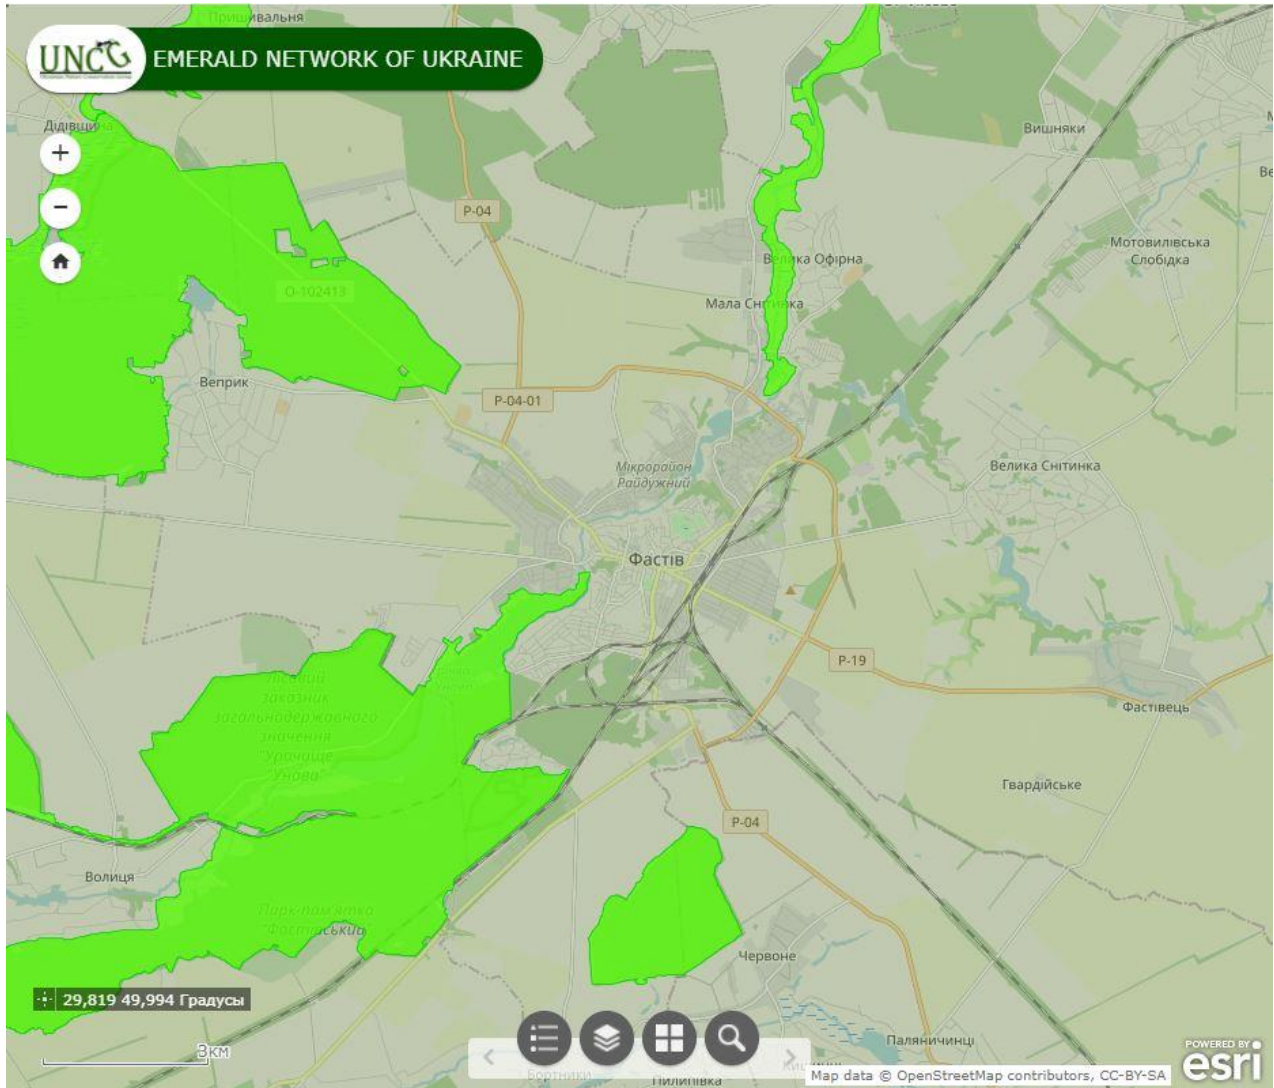 Пришивальня
UNCG
EMERALD NETWORK OF UKRAINE
Дідівщина
+
Вишняки
−
P-04
Мотовилівська
Слобідка
Велика Офірна
О-102413
Мала Снітинка
Веприк
P-04-01
Мікрорайон
Райдужний
Велика Снітинка
Фастів
P-19
Лісовий
заказник
загальнодержавного
значення
"Урочище
"Унава"
Фастівець
Гвардійське
P-04
Волиця
Парк-пам'ятка
"Фастівський"
Червоне
29,819 49,994 Градусы
3км
Паляничинці
POWERED BY
esri
Бортники
Пилипівка
Map data © OpenStreetMap contributors, CC-BY-SA